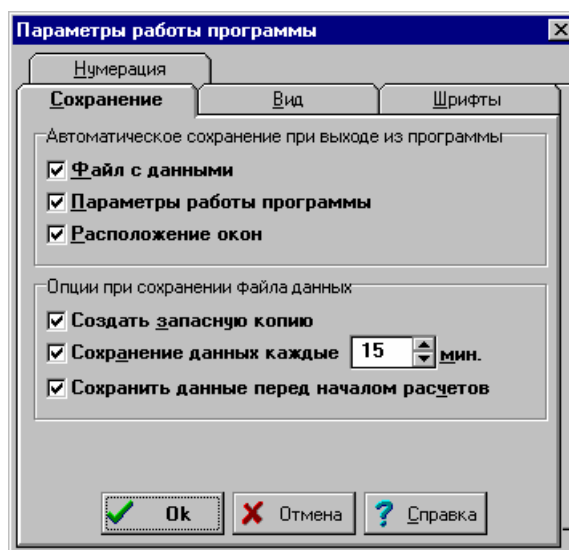 Параметры работы программы
Нумерация
Сохранение Вид Шрифты
Автоматическое сохранение при выходе из программы
Файл с данными
Параметры работы программы
Расположение окон
Опции при сохранении файла данных
Создать запасную копию
Сохранение данных каждые 15 мин.
Сохранить данные перед началом расчетов
Ok Отмена Справка